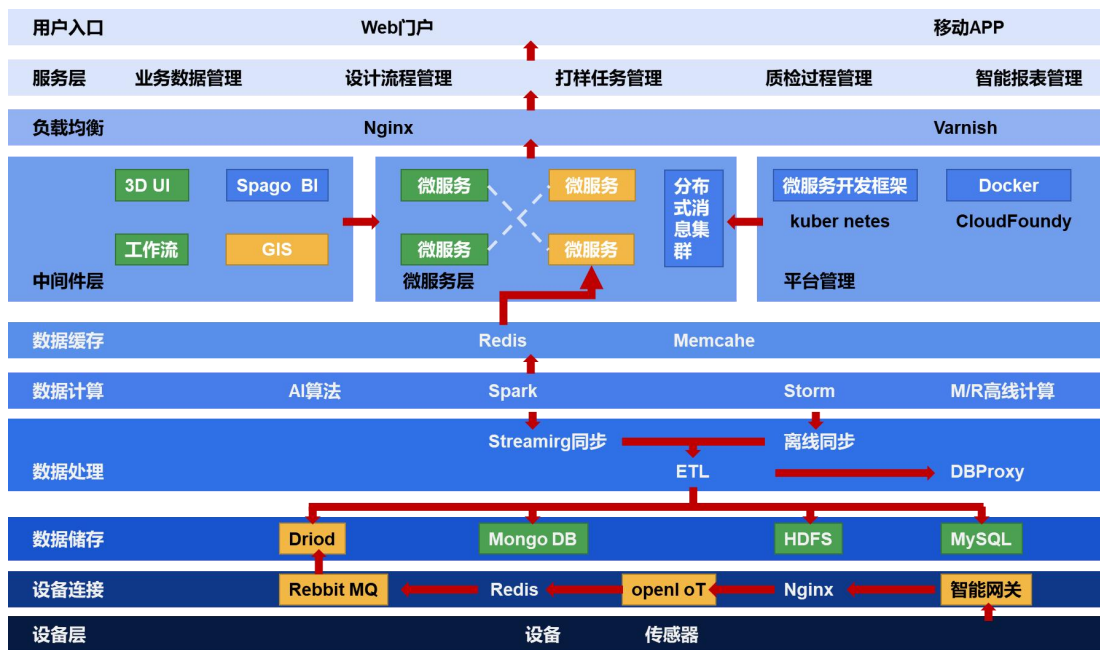 用户入口 Web门户 移动APP
服务层 业务数据管理 设计流程管理 打样任务管理 质检过程管理 智能报表管理
负载均衡 Nginx Varnish
3D UI Spago BI
工作流 GIS
中间件层
微服务 微服务
微服务 微服务
分布
式消
息集
群
微服务层
微服务开发框架 Docker
kuber netes CloudFoundy
平台管理
数据缓存 Redis Memcahe
数据计算 AI算法 Spark Storm M/R高线计算
Streamirg同步 离线同步
数据处理 ETL DBProxy
数据储存 Driod Mongo DB HDFS MySQL
设备连接 Rebbit MQ Redis openI oT Nginx 智能网关
设备层 设备 传感器